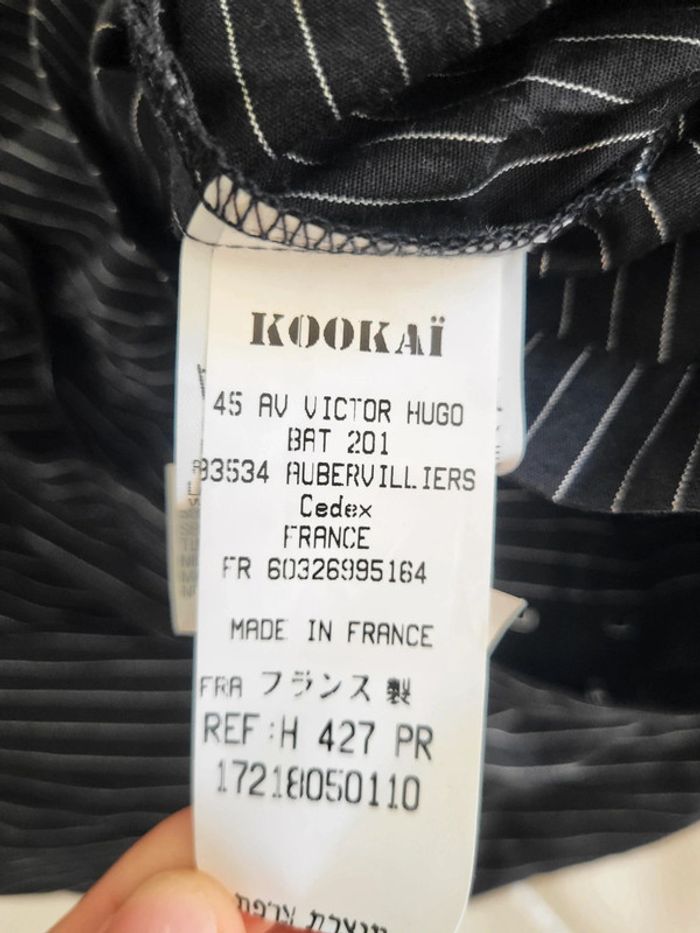 KOOKAÏ
45 AV VICTOR HUGO
BAT 201
93534 AUBERVILLIERS
Cedex
FRANCE
FR 60326995164
MADE IN FRANCE
FRA フランス 製
REF:H 427 PR
17218050110